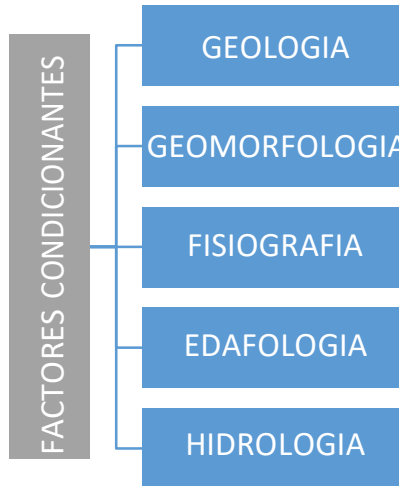 FACTORES CONDICIONANTES
GEOLOGIA
GEOMORFOLOGIA
FISIOGRAFIA
EDAFOLOGIA
HIDROLOGIA